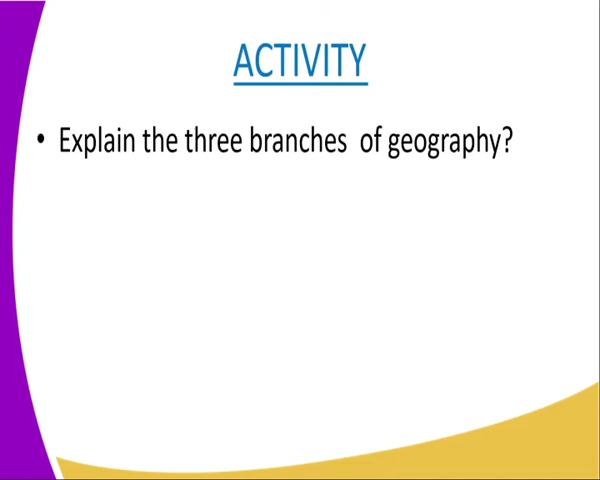 ACTIVITY
• Explain the three branches of geography?